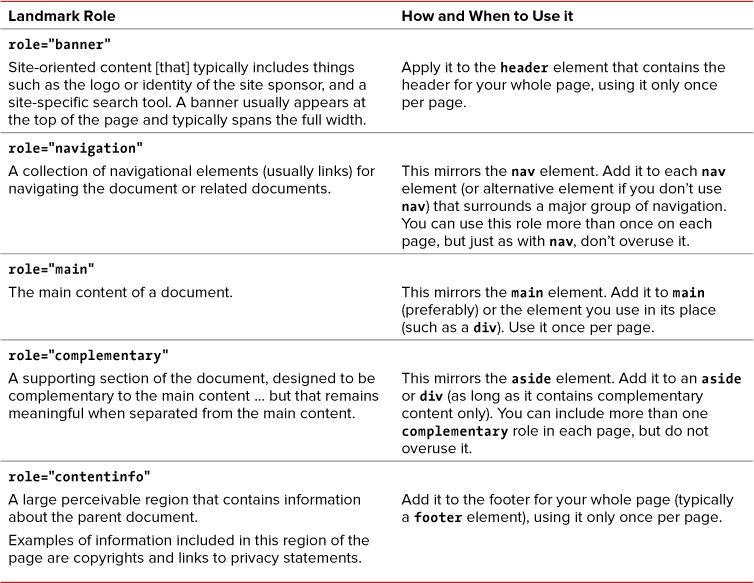 Landmark Role
How and When to Use it
role="banner"
Site-oriented content [that] typically includes things
such as the logo or identity of the site sponsor, and a
site-specific search tool. A banner usually appears at
the top of the page and typically spans the full width.
Apply it to the header element that contains the
header for your whole page, using it only once
per page.
role="navigation"
A collection of navigational elements (usually links) for
navigating the document or related documents.
This mirrors the nav element. Add it to each nav
element (or alternative element if you don’t use
nav) that surrounds a major group of navigation.
You can use this role more than once on each
page, but just as with nav, don’t overuse it.
role="main"
The main content of a document.
This mirrors the main element. Add it to main
(preferably) or the element you use in its place
(such as a div). Use it once per page.
role="complementary"
A supporting section of the document, designed to be
complementary to the main content ... but that remains
meaningful when separated from the main content.
This mirrors the aside element. Add it to an aside
or div (as long as it contains complementary
content only). You can include more than one
complementary role in each page, but do not
overuse it.
role="contentinfo"
A large perceivable region that contains information
about the parent document.
Examples of information included in this region of the
page are copyrights and links to privacy statements.
Add it to the footer for your whole page (typically
a footer element), using it only once per page.